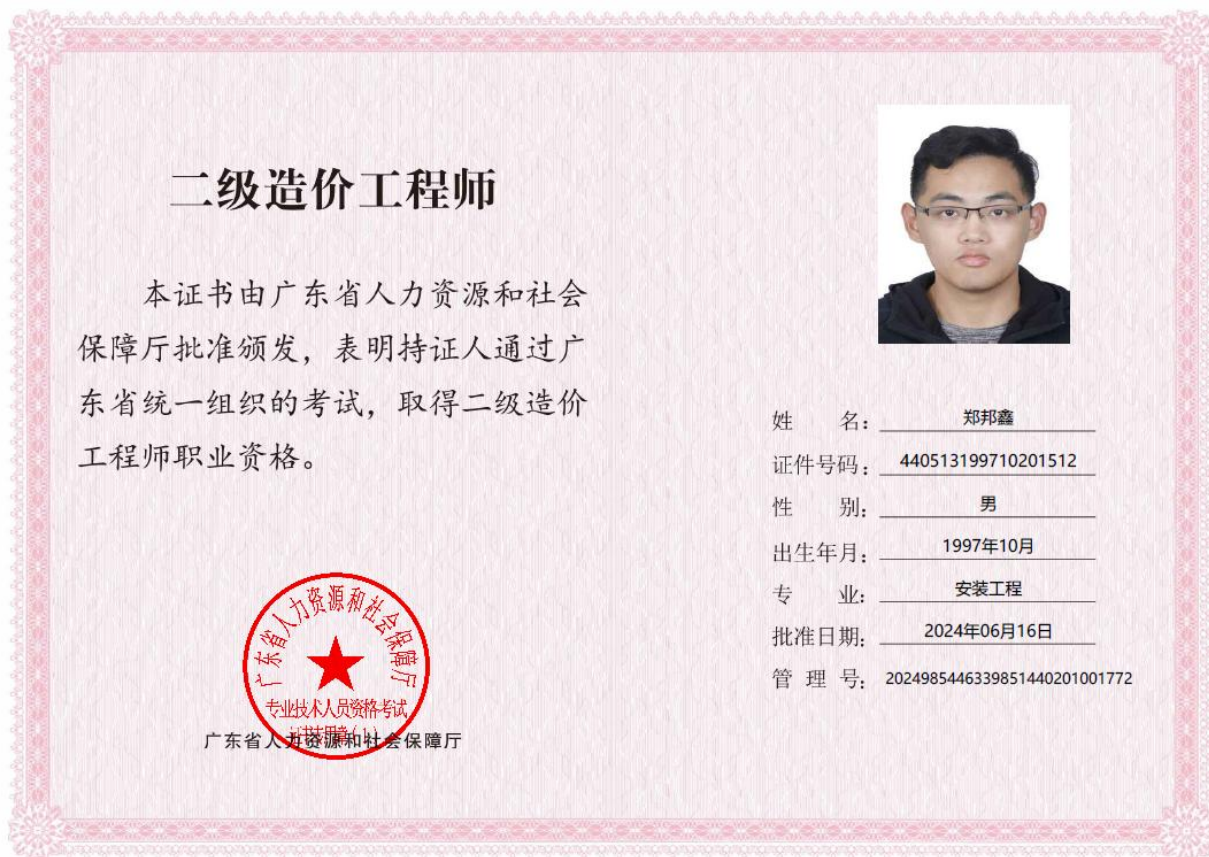 二级造价工程师
本证书由广东省人力资源和社会
保障厅批准颁发，表明持证人通过广
东省统一组织的考试，取得二级造价
工程师职业资格。
广东省人力资源和社会保障厅
专业技术人员资格考试
广东省人力资源和社会保障厅
姓 名：郑邦鑫
证件号码：440513199710201512
性 别：男
出生年月：1997年10月
专 业：安装工程
批准日期：2024年06月16日
管 理 号：2024985446339851440201001772